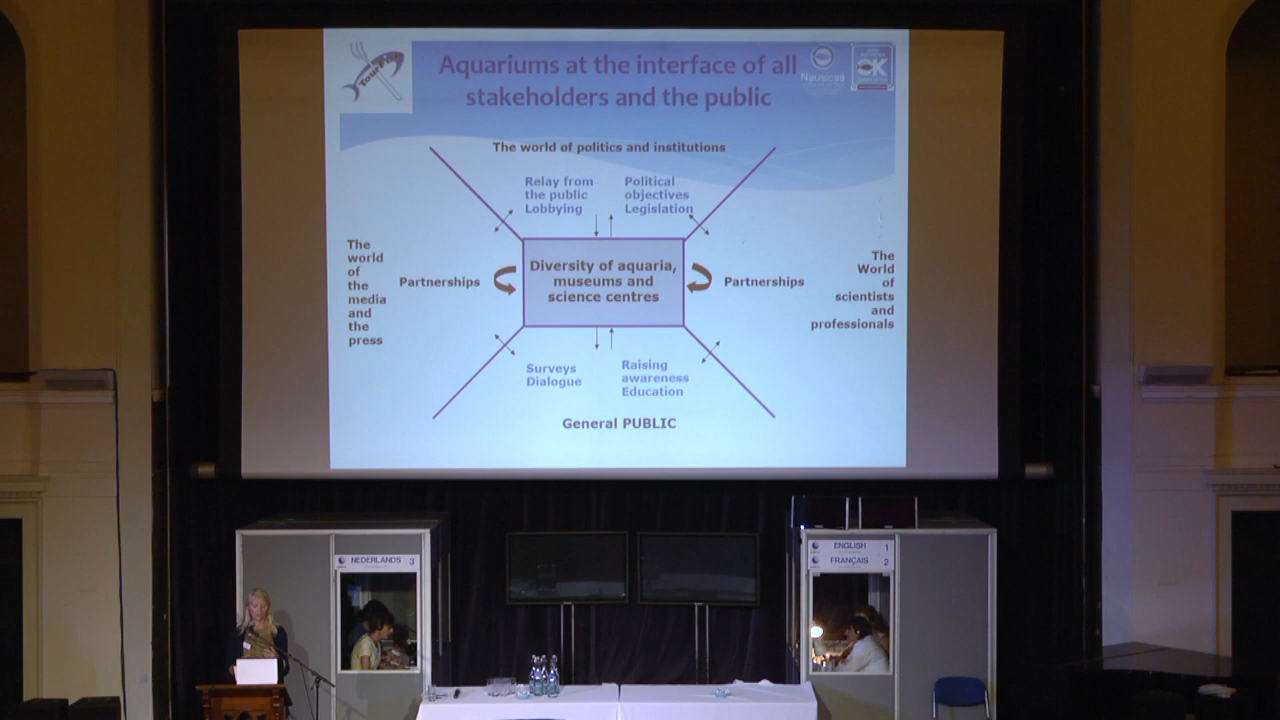 TourFish
Aquariums at the interface of all
stakeholders and the public
Nausicaá
OK
The world of politics and institutions
Relay from
the public
Lobbying
Political
objectives
Legislation
The
world
of
the
media
and
the
press
Partnerships
Diversity of aquaria,
museums and
science centres
Partnerships
The
World
of
scientists
and
professionals
Surveys
Dialogue
Raising
awareness
Education
General PUBLIC
NEDERLANDS 3
ENGLISH 1
FRANÇAIS 2